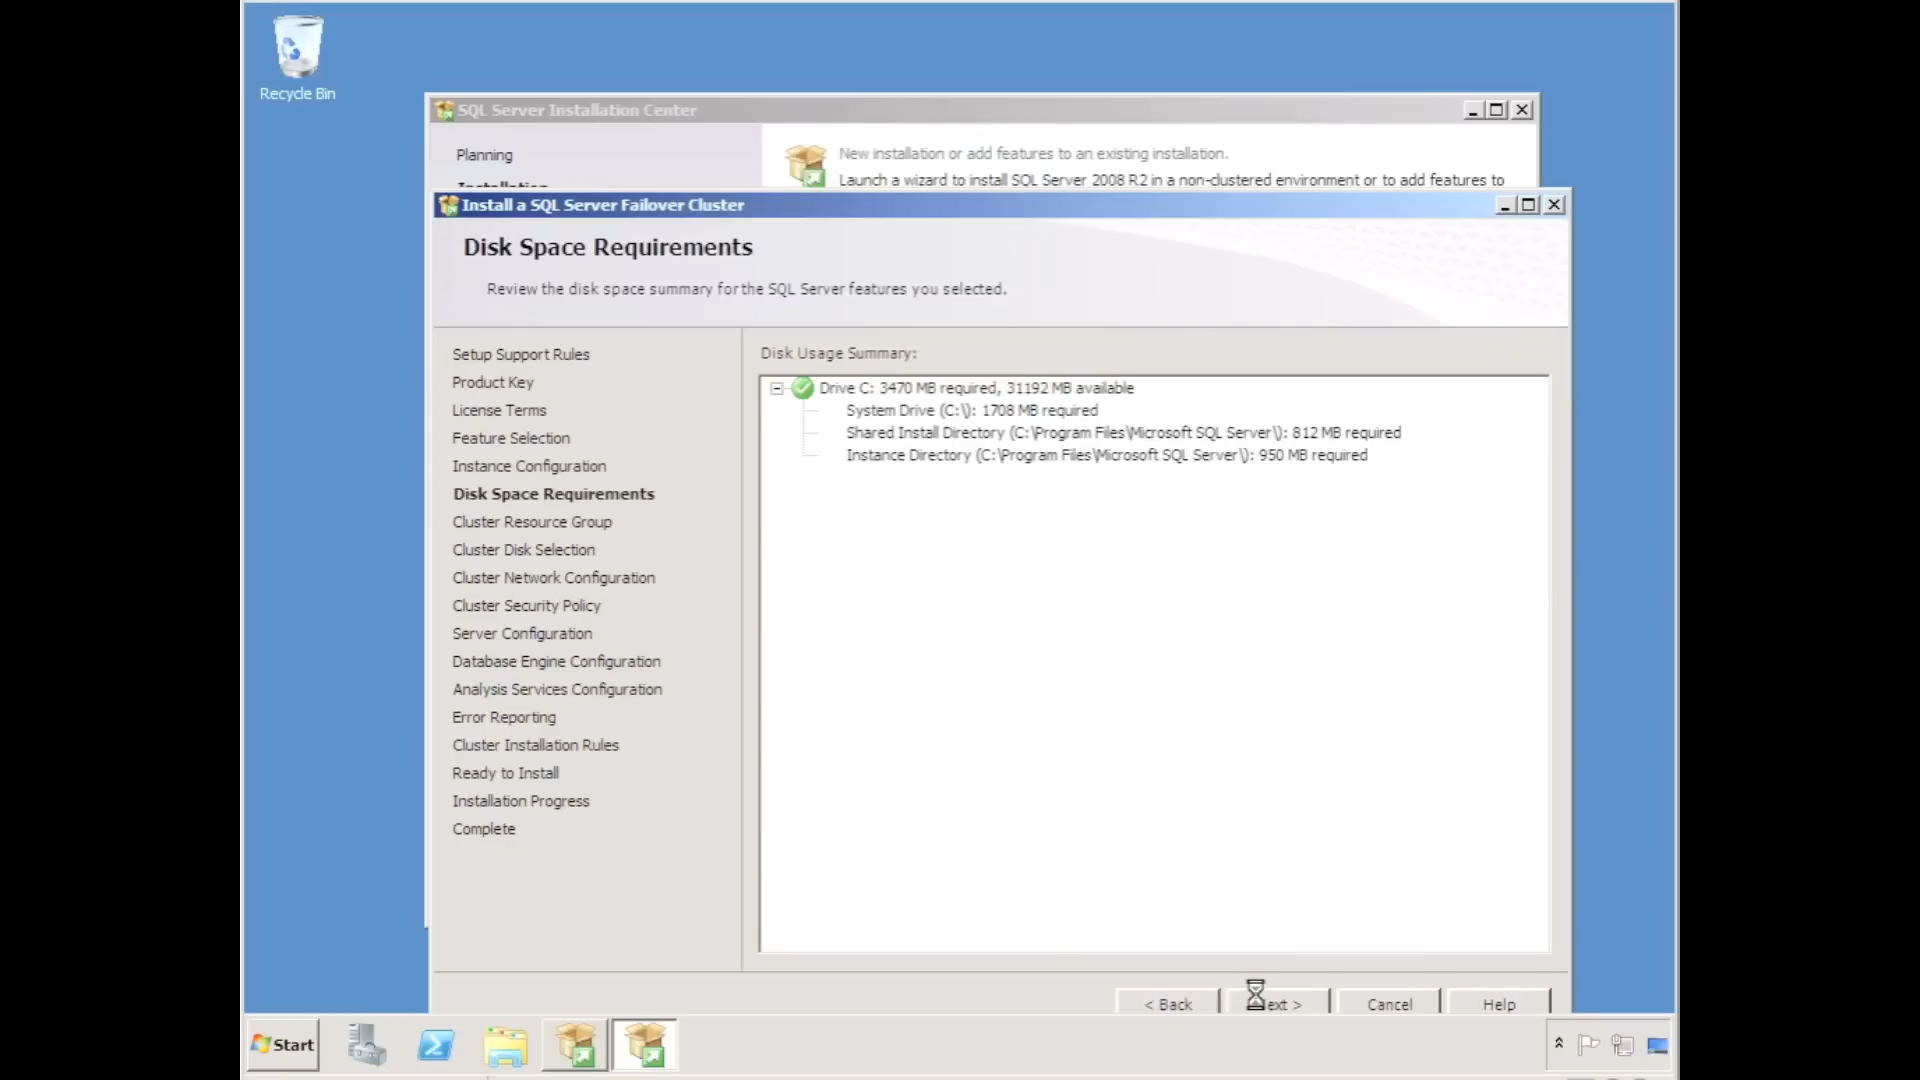 Recycle Bin
SQL Server Installation Center
Planning
Installation
New installation or add features to an existing installation.
Launch a wizard to install SQL Server 2008 R2 in a non-clustered environment or to add features to
Install a SQL Server Failover Cluster
Disk Space Requirements
Review the disk space summary for the SQL Server features you selected.
Setup Support Rules
Product Key
License Terms
Feature Selection
Instance Configuration
Disk Space Requirements
Cluster Resource Group
Cluster Disk Selection
Cluster Network Configuration
Cluster Security Policy
Server Configuration
Database Engine Configuration
Analysis Services Configuration
Error Reporting
Cluster Installation Rules
Ready to Install
Installation Progress
Complete
Disk Usage Summary:
Drive C: 3470 MB required, 31192 MB available
System Drive (C:\): 1708 MB required
Shared Install Directory (C:\Program Files\Microsoft SQL Server\): 812 MB required
Instance Directory (C:\Program Files\Microsoft SQL Server\): 950 MB required
< Back
Next >
Cancel
Help
Start